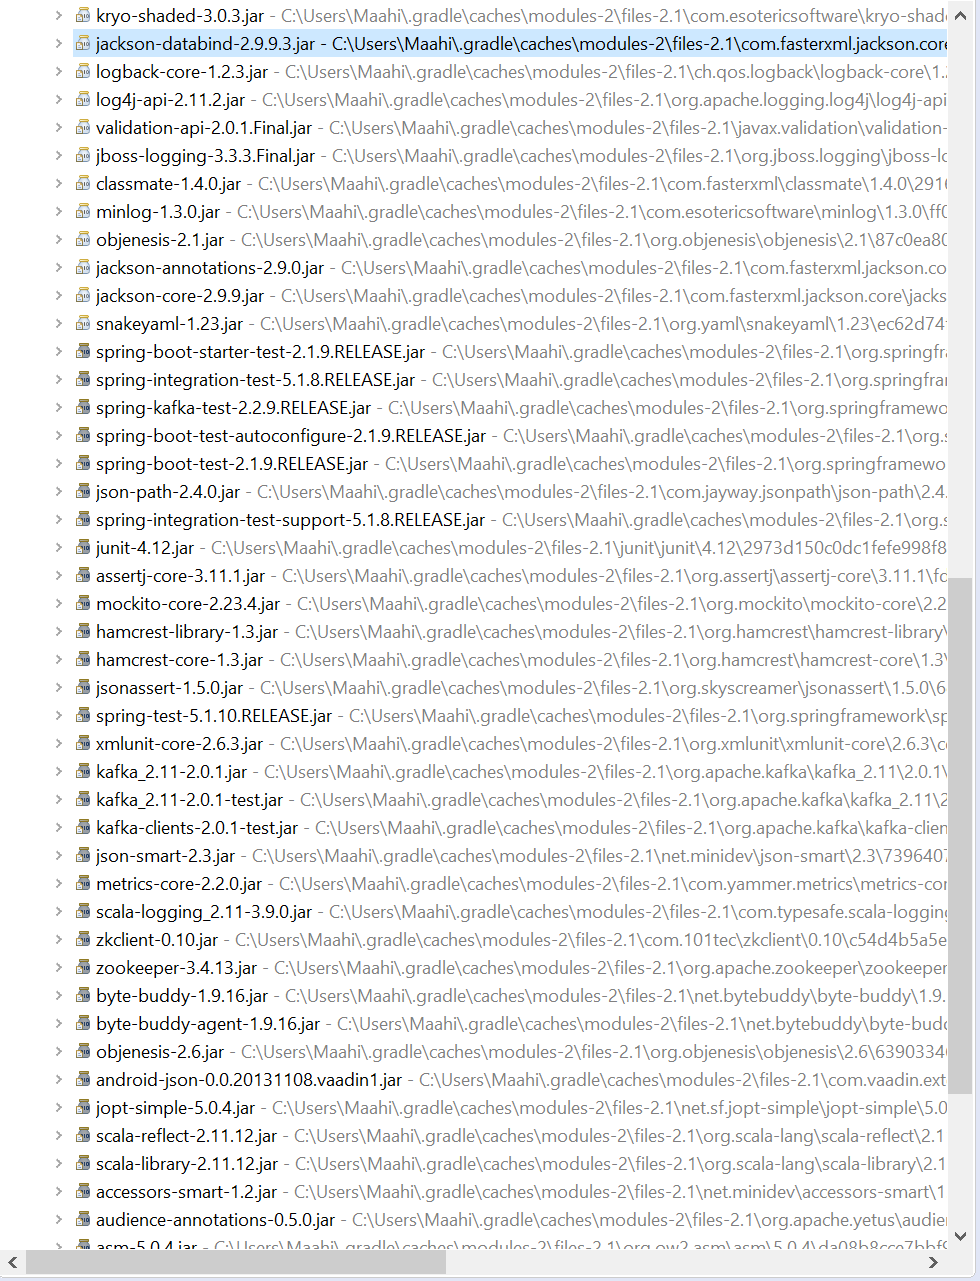 kryo-shaded-3.0.3.jar - C:\Users\Maahi\.gradle\caches\modules-2\files-2.1\com.esotericsoftware\kryo-shad
jackson-databind-2.9.9.3.jar - C:\Users\Maahi\.gradle\caches\modules-2\files-2.1\com.fasterxml.jackson.core
logback-core-1.2.3.jar - C:\Users\Maahi\.gradle\caches\modules-2\files-2.1\ch.qos.logback\logback-core\1.
log4j-api-2.11.2.jar - C:\Users\Maahi\.gradle\caches\modules-2\files-2.1\org.apache.logging.log4j\log4j-api
validation-api-2.0.1.Final.jar - C:\Users\Maahi\.gradle\caches\modules-2\files-2.1\javax.validation\validation-
jboss-logging-3.3.3.Final.jar - C:\Users\Maahi\.gradle\caches\modules-2\files-2.1\org.jboss.logging\jboss-l
classmate-1.4.0.jar - C:\Users\Maahi\.gradle\caches\modules-2\files-2.1\com.fasterxml\classmate\1.4.0\291
minlog-1.3.0.jar - C:\Users\Maahi\.gradle\caches\modules-2\files-2.1\com.esotericsoftware\minlog\1.3.0\ff0
objenesis-2.1.jar - C:\Users\Maahi\.gradle\caches\modules-2\files-2.1\org.objenesis\objenesis\2.1\87c0ea80
jackson-annotations-2.9.0.jar - C:\Users\Maahi\.gradle\caches\modules-2\files-2.1\com.fasterxml.jackson.co
jackson-core-2.9.9.jar - C:\Users\Maahi\.gradle\caches\modules-2\files-2.1\com.fasterxml.jackson.core\jacks
snakeyaml-1.23.jar - C:\Users\Maahi\.gradle\caches\modules-2\files-2.1\org.yaml\snakeyaml\1.23\ec62d74
spring-boot-starter-test-2.1.9.RELEASE.jar - C:\Users\Maahi\.gradle\caches\modules-2\files-2.1\org.springfr
spring-integration-test-5.1.8.RELEASE.jar - C:\Users\Maahi\.gradle\caches\modules-2\files-2.1\org.springfra
spring-kafka-test-2.2.9.RELEASE.jar - C:\Users\Maahi\.gradle\caches\modules-2\files-2.1\org.springframewo
spring-boot-test-autoconfigure-2.1.9.RELEASE.jar - C:\Users\Maahi\.gradle\caches\modules-2\files-2.1\org.s
spring-boot-test-2.1.9.RELEASE.jar - C:\Users\Maahi\.gradle\caches\modules-2\files-2.1\org.springframewo
json-path-2.4.0.jar - C:\Users\Maahi\.gradle\caches\modules-2\files-2.1\com.jayway.jsonpath\json-path\2.4.
spring-integration-test-support-5.1.8.RELEASE.jar - C:\Users\Maahi\.gradle\caches\modules-2\files-2.1\org.s
junit-4.12.jar - C:\Users\Maahi\.gradle\caches\modules-2\files-2.1\junit\junit\4.12\2973d150c0dc1fefe998f8
assertj-core-3.11.1.jar - C:\Users\Maahi\.gradle\caches\modules-2\files-2.1\org.assertj\assertj-core\3.11.1\fc
mockito-core-2.23.4.jar - C:\Users\Maahi\.gradle\caches\modules-2\files-2.1\org.mockito\mockito-core\2.2
hamcrest-library-1.3.jar - C:\Users\Maahi\.gradle\caches\modules-2\files-2.1\org.hamcrest\hamcrest-library\
hamcrest-core-1.3.jar - C:\Users\Maahi\.gradle\caches\modules-2\files-2.1\org.hamcrest\hamcrest-core\1.3\
jsonassert-1.5.0.jar - C:\Users\Maahi\.gradle\caches\modules-2\files-2.1\org.skyscreamer\jsonassert\1.5.0\6
spring-test-5.1.10.RELEASE.jar - C:\Users\Maahi\.gradle\caches\modules-2\files-2.1\org.springframework\sp
xmlunit-core-2.6.3.jar - C:\Users\Maahi\.gradle\caches\modules-2\files-2.1\org.xmlunit\xmlunit-core\2.6.3\c
kafka_2.11-2.0.1.jar - C:\Users\Maahi\.gradle\caches\modules-2\files-2.1\org.apache.kafka\kafka_2.11\2.0.1\
kafka_2.11-2.0.1-test.jar - C:\Users\Maahi\.gradle\caches\modules-2\files-2.1\org.apache.kafka\kafka_2.11\2
kafka-clients-2.0.1-test.jar - C:\Users\Maahi\.gradle\caches\modules-2\files-2.1\org.apache.kafka\kafka-clien
json-smart-2.3.jar - C:\Users\Maahi\.gradle\caches\modules-2\files-2.1\net.minidev\json-smart\2.3\7396407
metrics-core-2.2.0.jar - C:\Users\Maahi\.gradle\caches\modules-2\files-2.1\com.yammer.metrics\metrics-cor
scala-logging_2.11-3.9.0.jar - C:\Users\Maahi\.gradle\caches\modules-2\files-2.1\com.typesafe.scala-logging
zkclient-0.10.jar - C:\Users\Maahi\.gradle\caches\modules-2\files-2.1\com.101tec\zkclient\0.10\c54d4b5a5e
zookeeper-3.4.13.jar - C:\Users\Maahi\.gradle\caches\modules-2\files-2.1\org.apache.zookeeper\zookeeper
byte-buddy-1.9.16.jar - C:\Users\Maahi\.gradle\caches\modules-2\files-2.1\net.bytebuddy\byte-buddy\1.9.
byte-buddy-agent-1.9.16.jar - C:\Users\Maahi\.gradle\caches\modules-2\files-2.1\net.bytebuddy\byte-budd
objenesis-2.6.jar - C:\Users\Maahi\.gradle\caches\modules-2\files-2.1\org.objenesis\objenesis\2.6\6390334
android-json-0.0.20131108.vaadin1.jar - C:\Users\Maahi\.gradle\caches\modules-2\files-2.1\com.vaadin.ext
jopt-simple-5.0.4.jar - C:\Users\Maahi\.gradle\caches\modules-2\files-2.1\net.sf.jopt-simple\jopt-simple\5.0
scala-reflect-2.11.12.jar - C:\Users\Maahi\.gradle\caches\modules-2\files-2.1\org.scala-lang\scala-reflect\2.1
scala-library-2.11.12.jar - C:\Users\Maahi\.gradle\caches\modules-2\files-2.1\org.scala-lang\scala-library\2.1
accessors-smart-1.2.jar - C:\Users\Maahi\.gradle\caches\modules-2\files-2.1\net.minidev\accessors-smart\1
audience-annotations-0.5.0.jar - C:\Users\Maahi\.gradle\caches\modules-2\files-2.1\org.apache.yetus\audie
asm-5.0.4.jar - C:\Users\Maahi\.gradle\caches\modules-2\files-2.1\org.ow2.asm\asm\5.0.4\da08b8cce7bbf